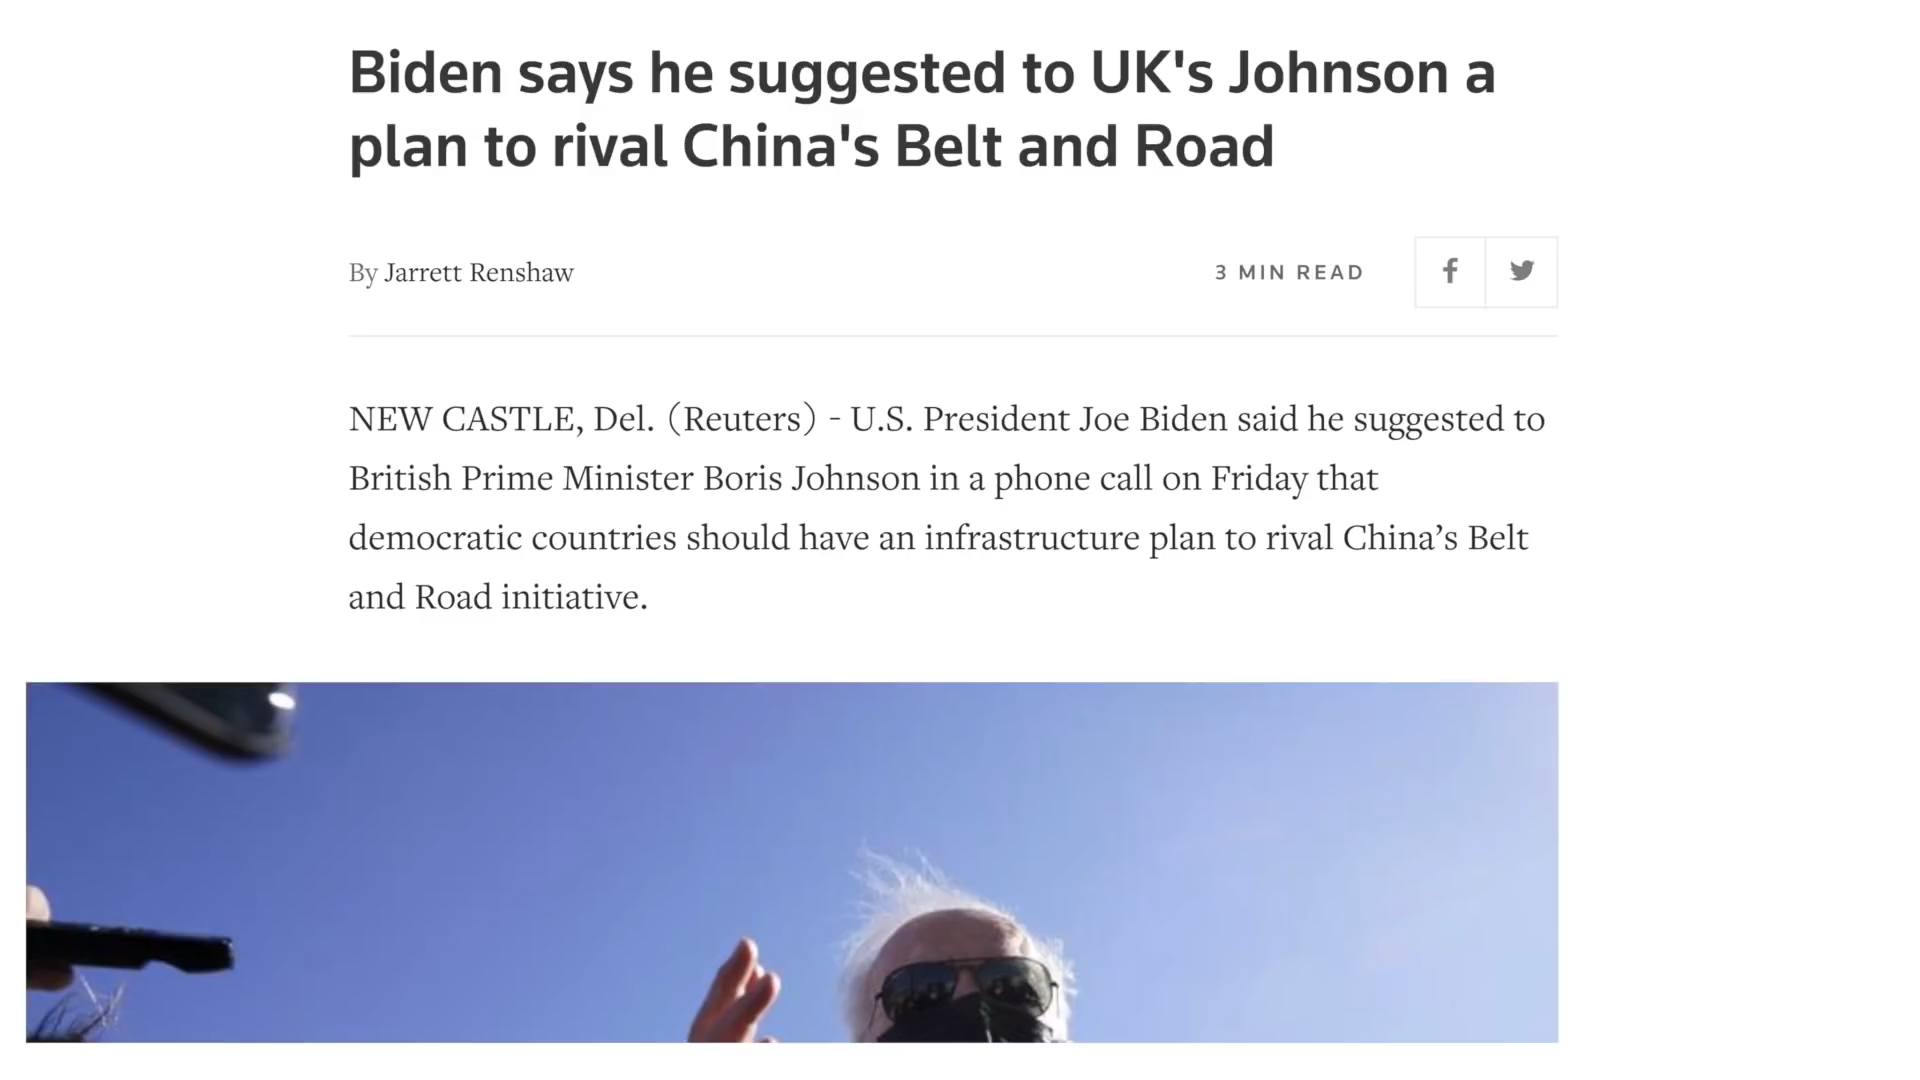 Biden says he suggested to UK's Johnson a
plan to rival China's Belt and Road
By Jarrett Renshaw
3 MIN READ
NEW CASTLE, Del. (Reuters) - U.S. President Joe Biden said he suggested to
British Prime Minister Boris Johnson in a phone call on Friday that
democratic countries should have an infrastructure plan to rival China’s Belt
and Road initiative.